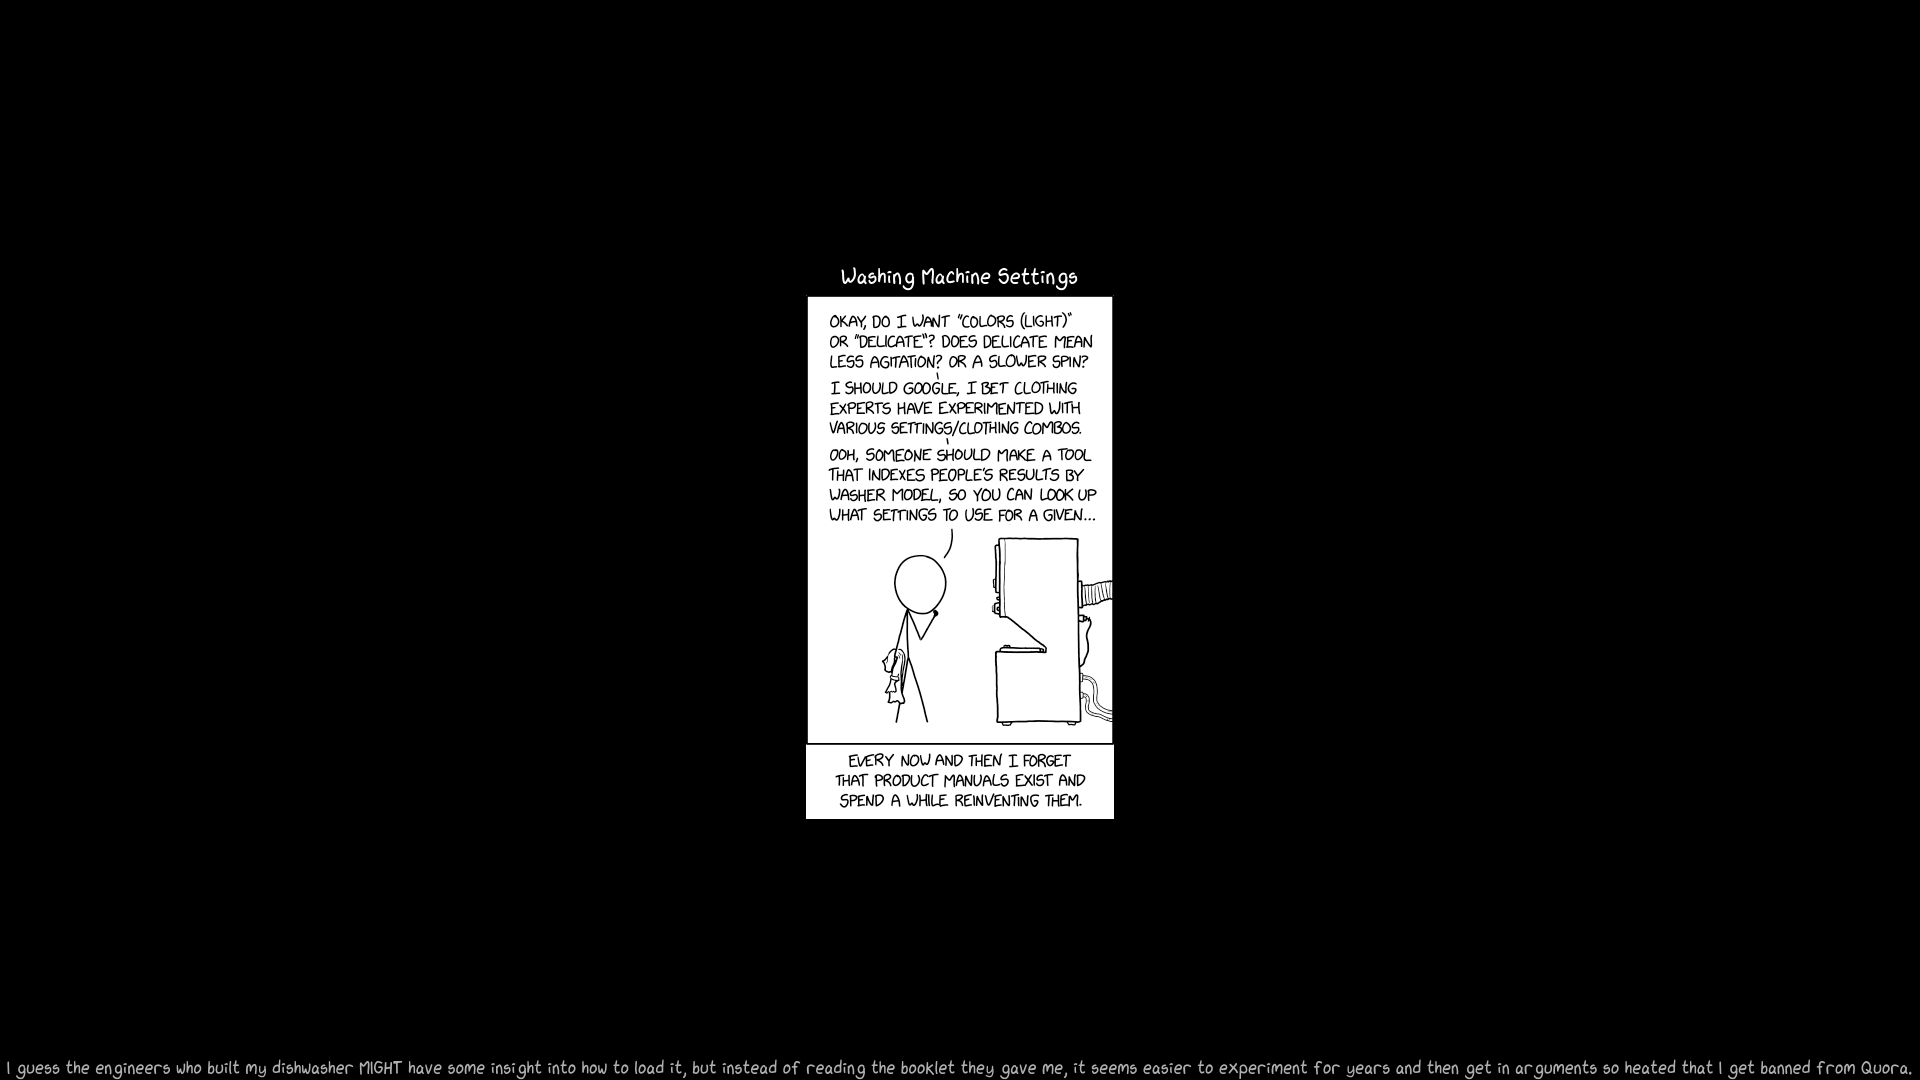 Washing Machine Settings
OKAY, DO I WANT "COLORS (LIGHT)"
OR "DELICATE"? DOES DELICATE MEAN
LESS AGITATION? OR A SLOWER SPIN?
I SHOULD GOOGLE, I BET CLOTHING
EXPERTS HAVE EXPERIMENTED WITH
VARIOUS SETTINGS/CLOTHING COMBOS.
OOH, SOMEONE SHOULD MAKE A TOOL
THAT INDEXES PEOPLE'S RESULTS BY
WASHER MODEL, SO YOU CAN LOOK UP
WHAT SETTINGS TO USE FOR A GIVEN...
EVERY NOW AND THEN I FORGET
THAT PRODUCT MANUALS EXIST AND
SPEND A WHILE REINVENTING THEM.
I guess the engineers who built my dishwasher MIGHT have some insight into how to load it, but instead of reading the booklet they gave me, it seems easier to experiment for years and then get in arguments so heated that I get banned from Quora.